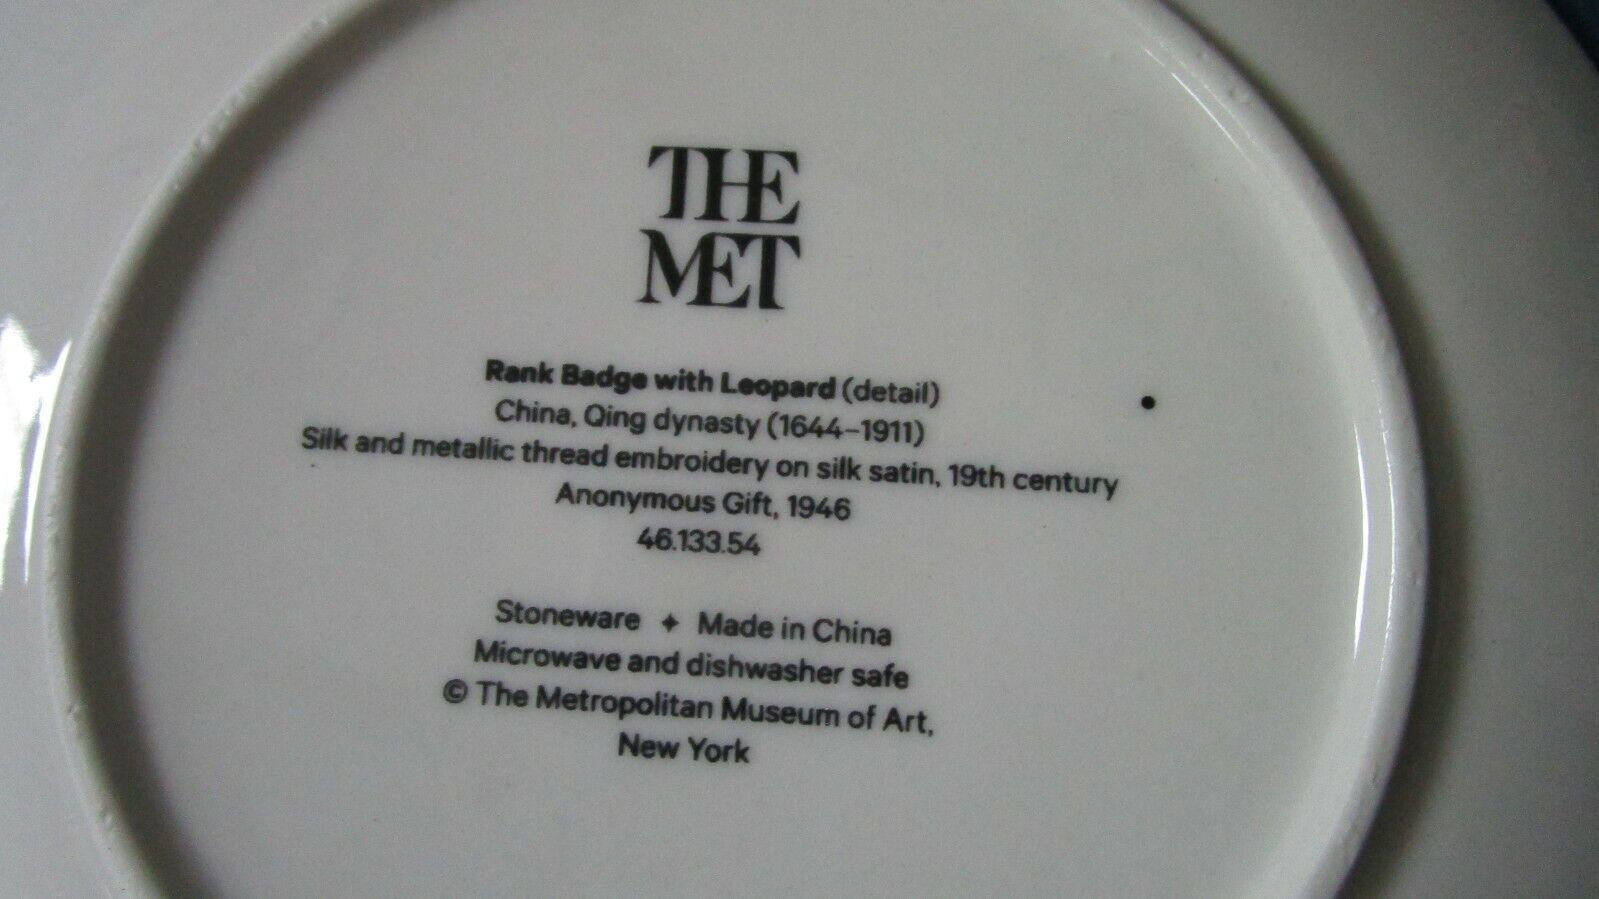 THE
MET
Rank Badge with Leopard (detail)
China, Qing dynasty (1644–1911)
Silk and metallic thread embroidery on silk satin, 19th century
Anonymous Gift, 1946
46.133.54
Stoneware ✦ Made in China
Microwave and dishwasher safe
© The Metropolitan Museum of Art,
New York